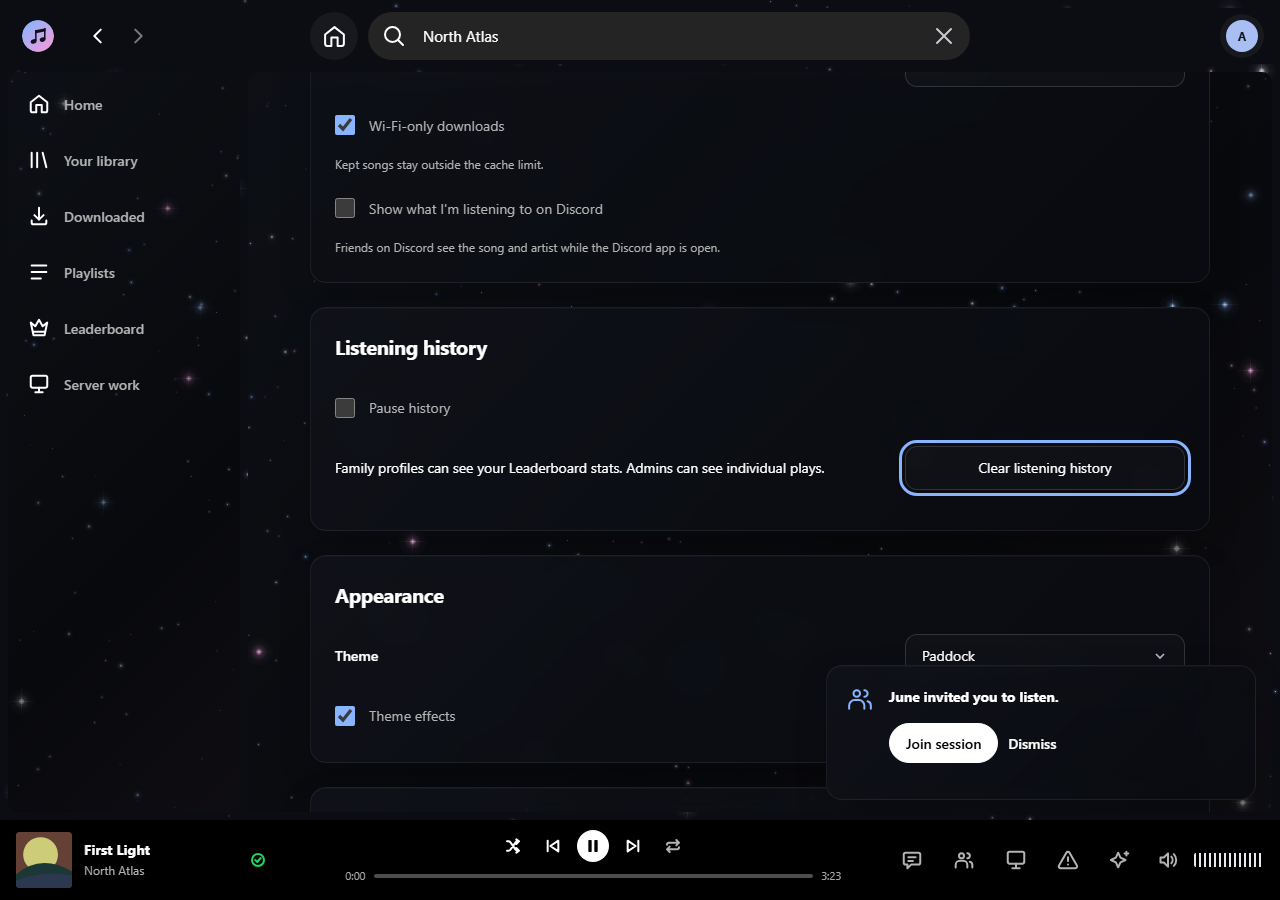 North Atlas
A
Home
Your library
Downloaded
Playlists
Leaderboard
Server work
Wi-Fi-only downloads
Kept songs stay outside the cache limit.
Show what I'm listening to on Discord
Friends on Discord see the song and artist while the Discord app is open.
Listening history
Pause history
Family profiles can see your Leaderboard stats. Admins can see individual plays.
Clear listening history
Appearance
Theme
Paddock
Theme effects
June invited you to listen.
Join session
Dismiss
First Light
North Atlas
0:00
3:23